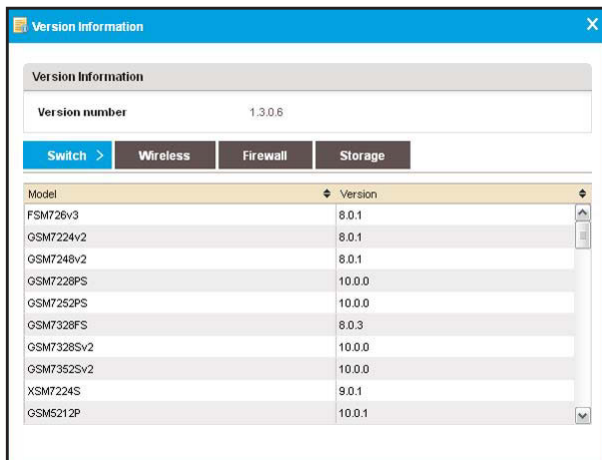 Version Information
X
Version Information
Version number 1.3.0.6
Switch > Wireless Firewall Storage
Model Version
FSM726v3 8.0.1
GSM7224v2 8.0.1
GSM7248v2 8.0.1
GSM7228PS 10.0.0
GSM7252PS 10.0.0
GSM7328FS 8.0.3
GSM7328Sv2 10.0.0
GSM7352Sv2 10.0.0
XSM7224S 9.0.1
GSM5212P 10.0.1